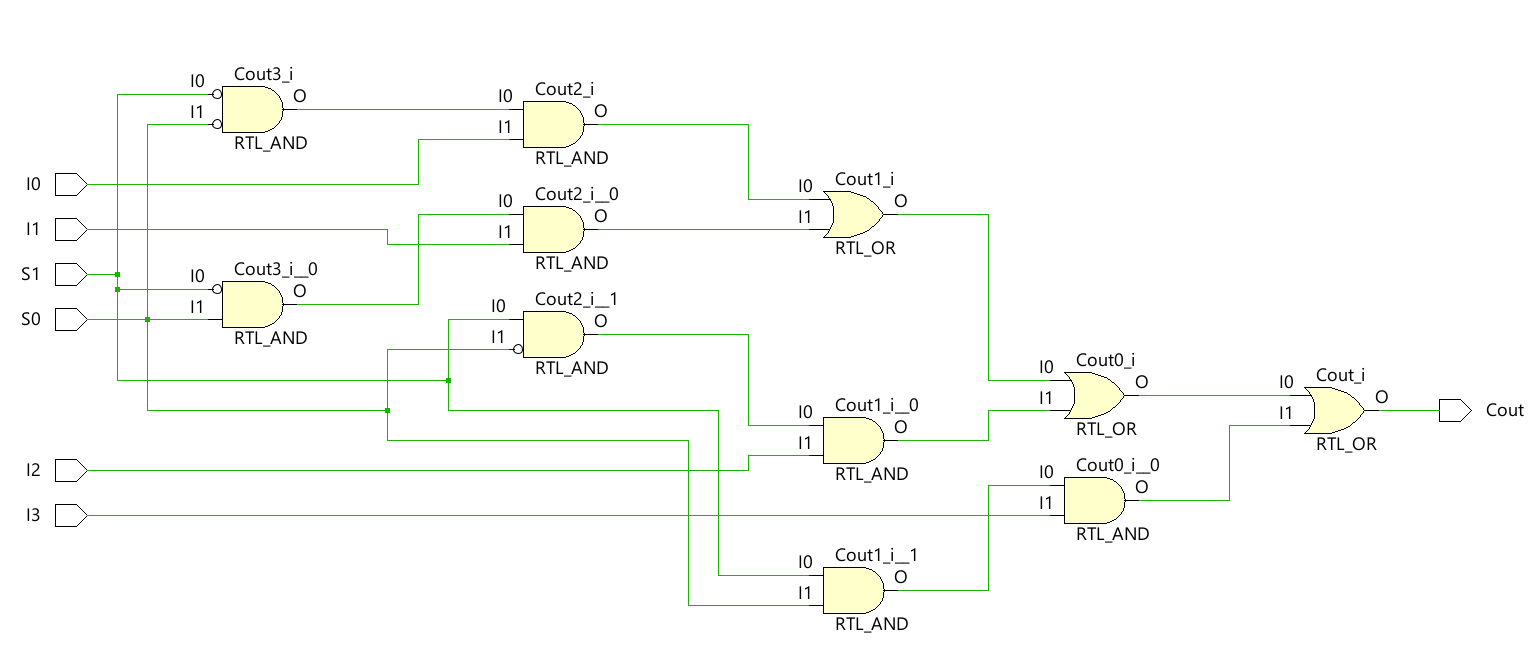 Cout3_i
I0
I1
O
RTL_AND
Cout2_i
I0
I1
O
RTL_AND
I0
I1
S1
S0
Cout2_i__0
I0
I1
O
RTL_AND
Cout1_i
I0
I1
O
RTL_OR
Cout3_i__0
I0
I1
O
RTL_AND
Cout2_i__1
I0
I1
O
RTL_AND
Cout0_i
I0
I1
O
RTL_OR
Cout_i
I0
I1
O
RTL_OR
Cout
Cout1_i__0
I0
I1
O
RTL_AND
I2
I3
Cout0_i__0
I0
I1
O
RTL_AND
Cout1_i__1
I0
I1
O
RTL_AND